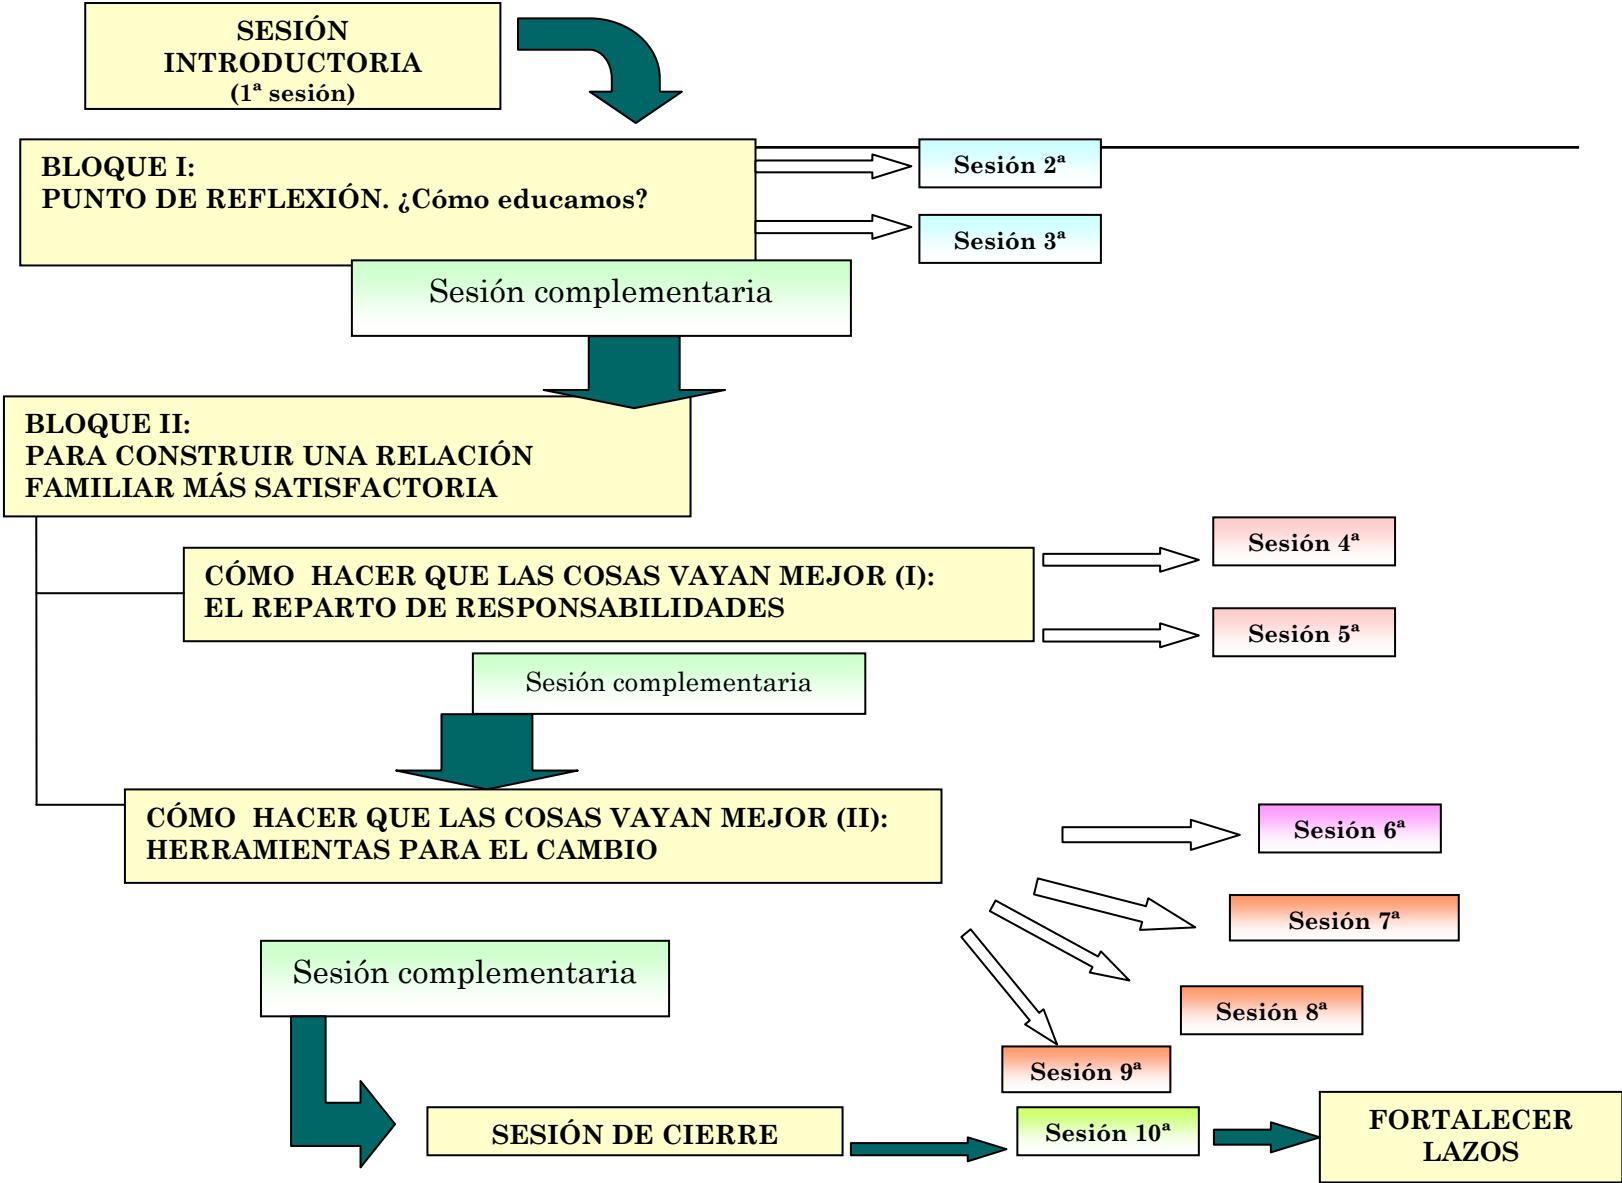 SESIÓN
INTRODUCTORIA
(1ª sesión)
BLOQUE I:
PUNTO DE REFLEXIÓN. ¿Cómo educamos?
Sesión 2ª
Sesión 3ª
Sesión complementaria
BLOQUE II:
PARA CONSTRUIR UNA RELACIÓN
FAMILIAR MÁS SATISFACTORIA
CÓMO  HACER QUE LAS COSAS VAYAN MEJOR (I):
EL REPARTO DE RESPONSABILIDADES
Sesión 4ª
Sesión 5ª
Sesión complementaria
CÓMO  HACER QUE LAS COSAS VAYAN MEJOR (II):
HERRAMIENTAS PARA EL CAMBIO
Sesión 6ª
Sesión 7ª
Sesión 8ª
Sesión 9ª
Sesión complementaria
SESIÓN DE CIERRE
Sesión 10ª
FORTALECER
LAZOS